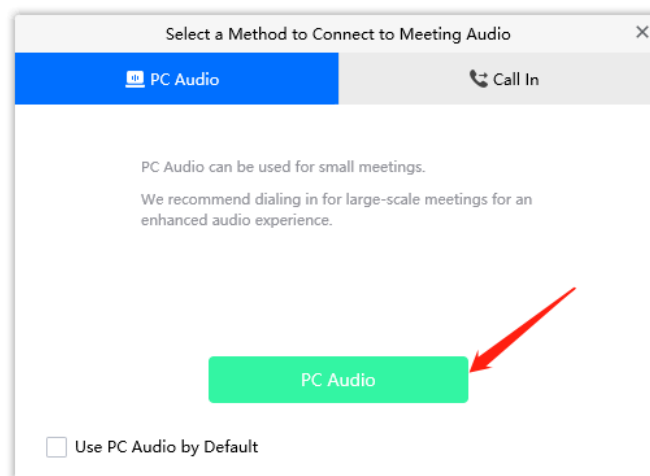 Select a Method to Connect to Meeting Audio
PC Audio
Call In
PC Audio can be used for small meetings.
We recommend dialing in for large-scale meetings for an
enhanced audio experience.
PC Audio
Use PC Audio by Default